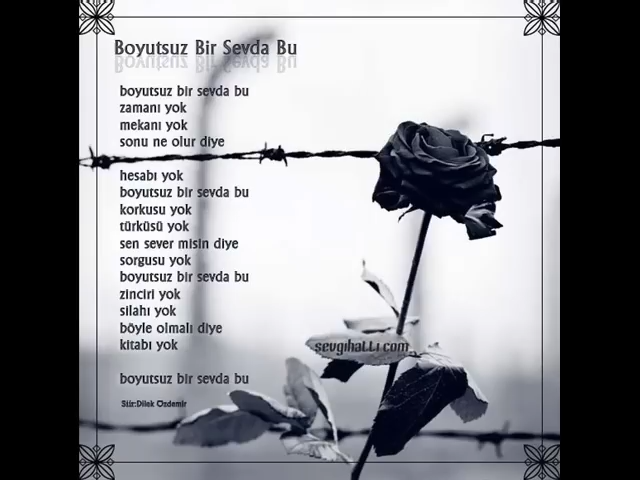 Boyutsuz Bir Sevda Bu
boyutsuz bir sevda bu
zamanı yok
mekanı yok
sonu ne olur diye
hesabı yok
boyutsuz bir sevda bu
korkusu yok
türküsü yok
sen sever misin diye
sorgusu yok
boyutsuz bir sevda bu
zinciri yok
silahı yok
böyle olmalı diye
kitabı yok
boyutsuz bir sevda bu
Şiir:Dilek Özdemir
sevgihalli.com